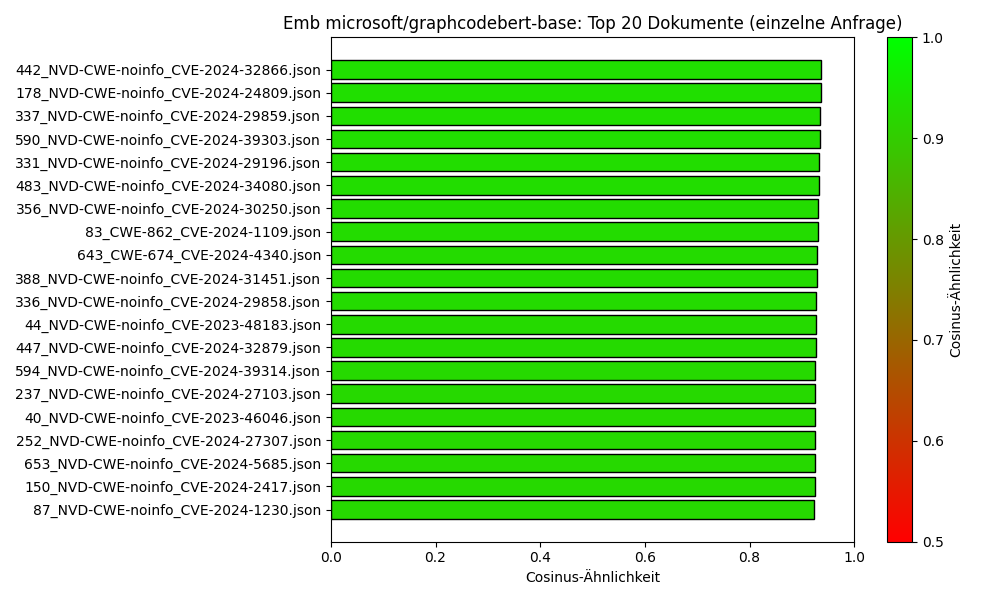 Emb microsoft/graphcodebert-base: Top 20 Dokumente (einzelne Anfrage)
442_NVD-CWE-noinfo_CVE-2024-32866.json
178_NVD-CWE-noinfo_CVE-2024-24809.json
337_NVD-CWE-noinfo_CVE-2024-29859.json
590_NVD-CWE-noinfo_CVE-2024-39303.json
331_NVD-CWE-noinfo_CVE-2024-29196.json
483_NVD-CWE-noinfo_CVE-2024-34080.json
356_NVD-CWE-noinfo_CVE-2024-30250.json
83_CWE-862_CVE-2024-1109.json
643_CWE-674_CVE-2024-4340.json
388_NVD-CWE-noinfo_CVE-2024-31451.json
336_NVD-CWE-noinfo_CVE-2024-29858.json
44_NVD-CWE-noinfo_CVE-2023-48183.json
447_NVD-CWE-noinfo_CVE-2024-32879.json
594_NVD-CWE-noinfo_CVE-2024-39314.json
237_NVD-CWE-noinfo_CVE-2024-27103.json
40_NVD-CWE-noinfo_CVE-2023-46046.json
252_NVD-CWE-noinfo_CVE-2024-27307.json
653_NVD-CWE-noinfo_CVE-2024-5685.json
150_NVD-CWE-noinfo_CVE-2024-2417.json
87_NVD-CWE-noinfo_CVE-2024-1230.json
0.0 0.2 0.4 0.6 0.8 1.0
Cosinus-Ähnlichkeit
1.0
0.9
0.8
0.7
0.6
0.5
Cosinus-Ähnlichkeit